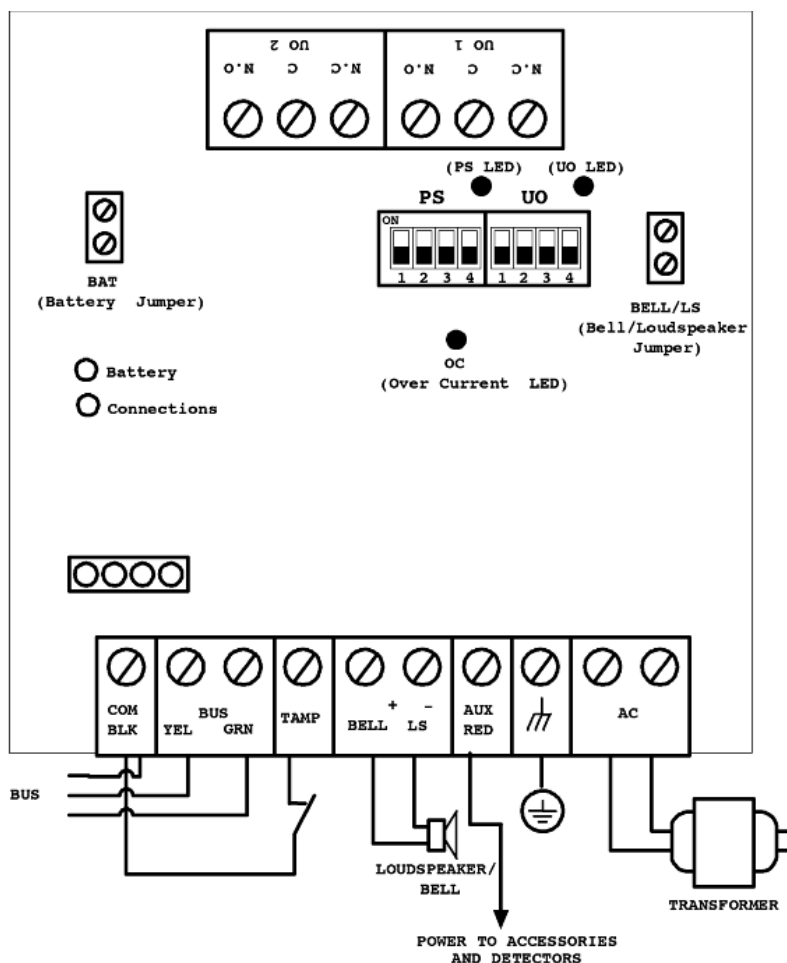 UO 2 UO 1
N.O C N.C N.O C N.C
(PS LED) (UO LED)
PS UO
ON
1 2 3 4 1 2 3 4
BAT
(Battery Jumper)
BELL/LS
(Bell/Loudspeaker
Jumper)
OC
(Over Current LED)
Battery
Connections
COM
BLK
BUS
YEL GRN
TAMP
+ -
BELL LS
AUX
RED
AC
BUS
LOUDSPEAKER/
BELL
TRANSFORMER
POWER TO ACCESSORIES
AND DETECTORS